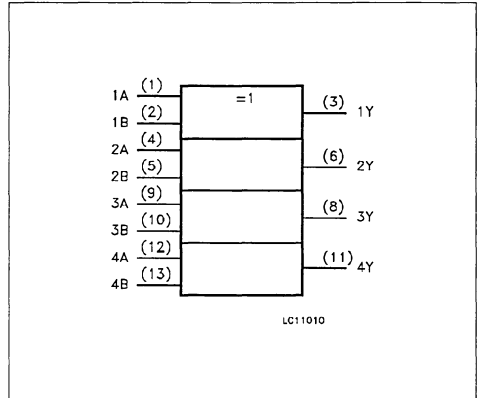 1A (1)
=1
(3) 1Y
1B (2)
2A (4)
(6) 2Y
2B (5)
3A (9)
(8) 3Y
3B (10)
4A (12)
(11) 4Y
4B (13)
LC11010